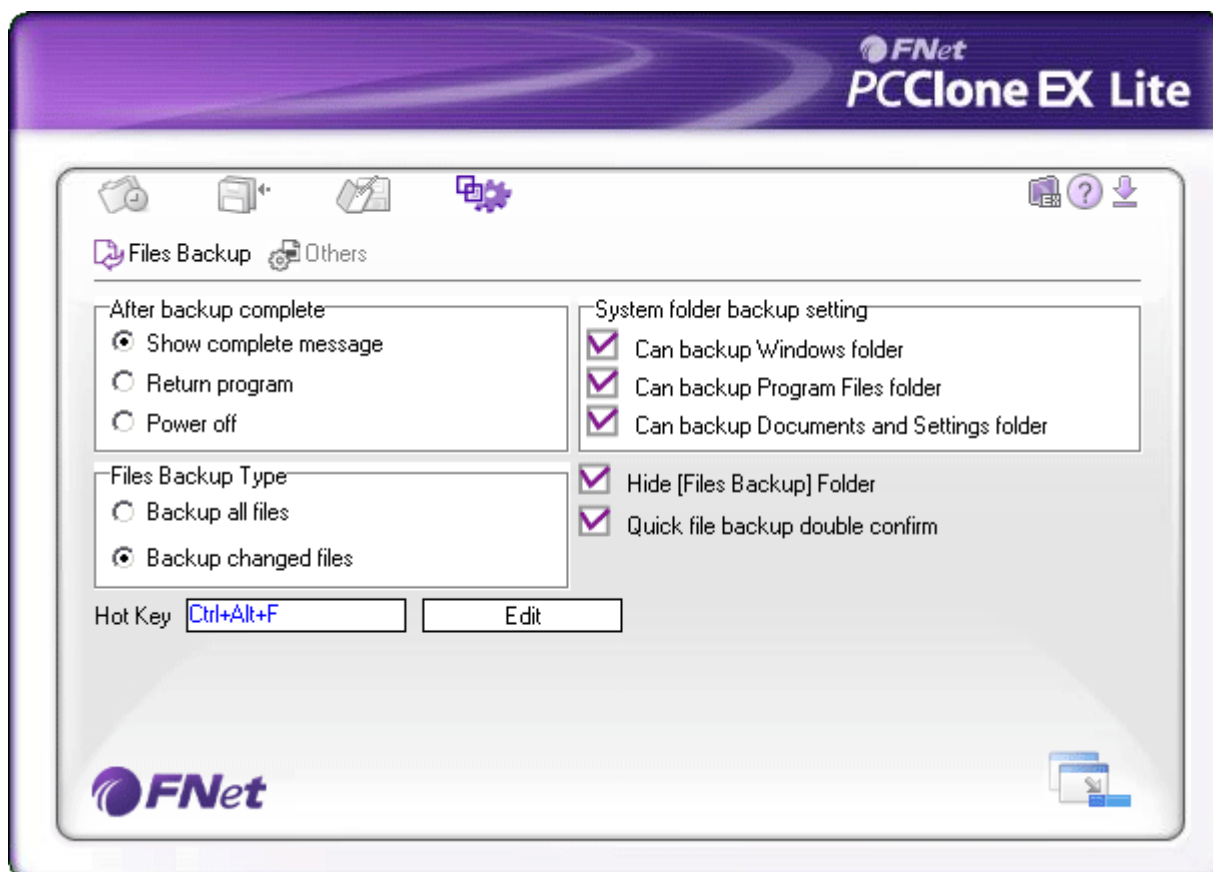 FNet
PCClone EX Lite
EX
?
Files Backup Others
After backup complete
Show complete message
Return program
Power off
System folder backup setting
Can backup Windows folder
Can backup Program Files folder
Can backup Documents and Settings folder
Files Backup Type
Backup all files
Backup changed files
Hide [Files Backup] Folder
Quick file backup double confirm
Hot Key Ctrl+Alt+F Edit
FNet